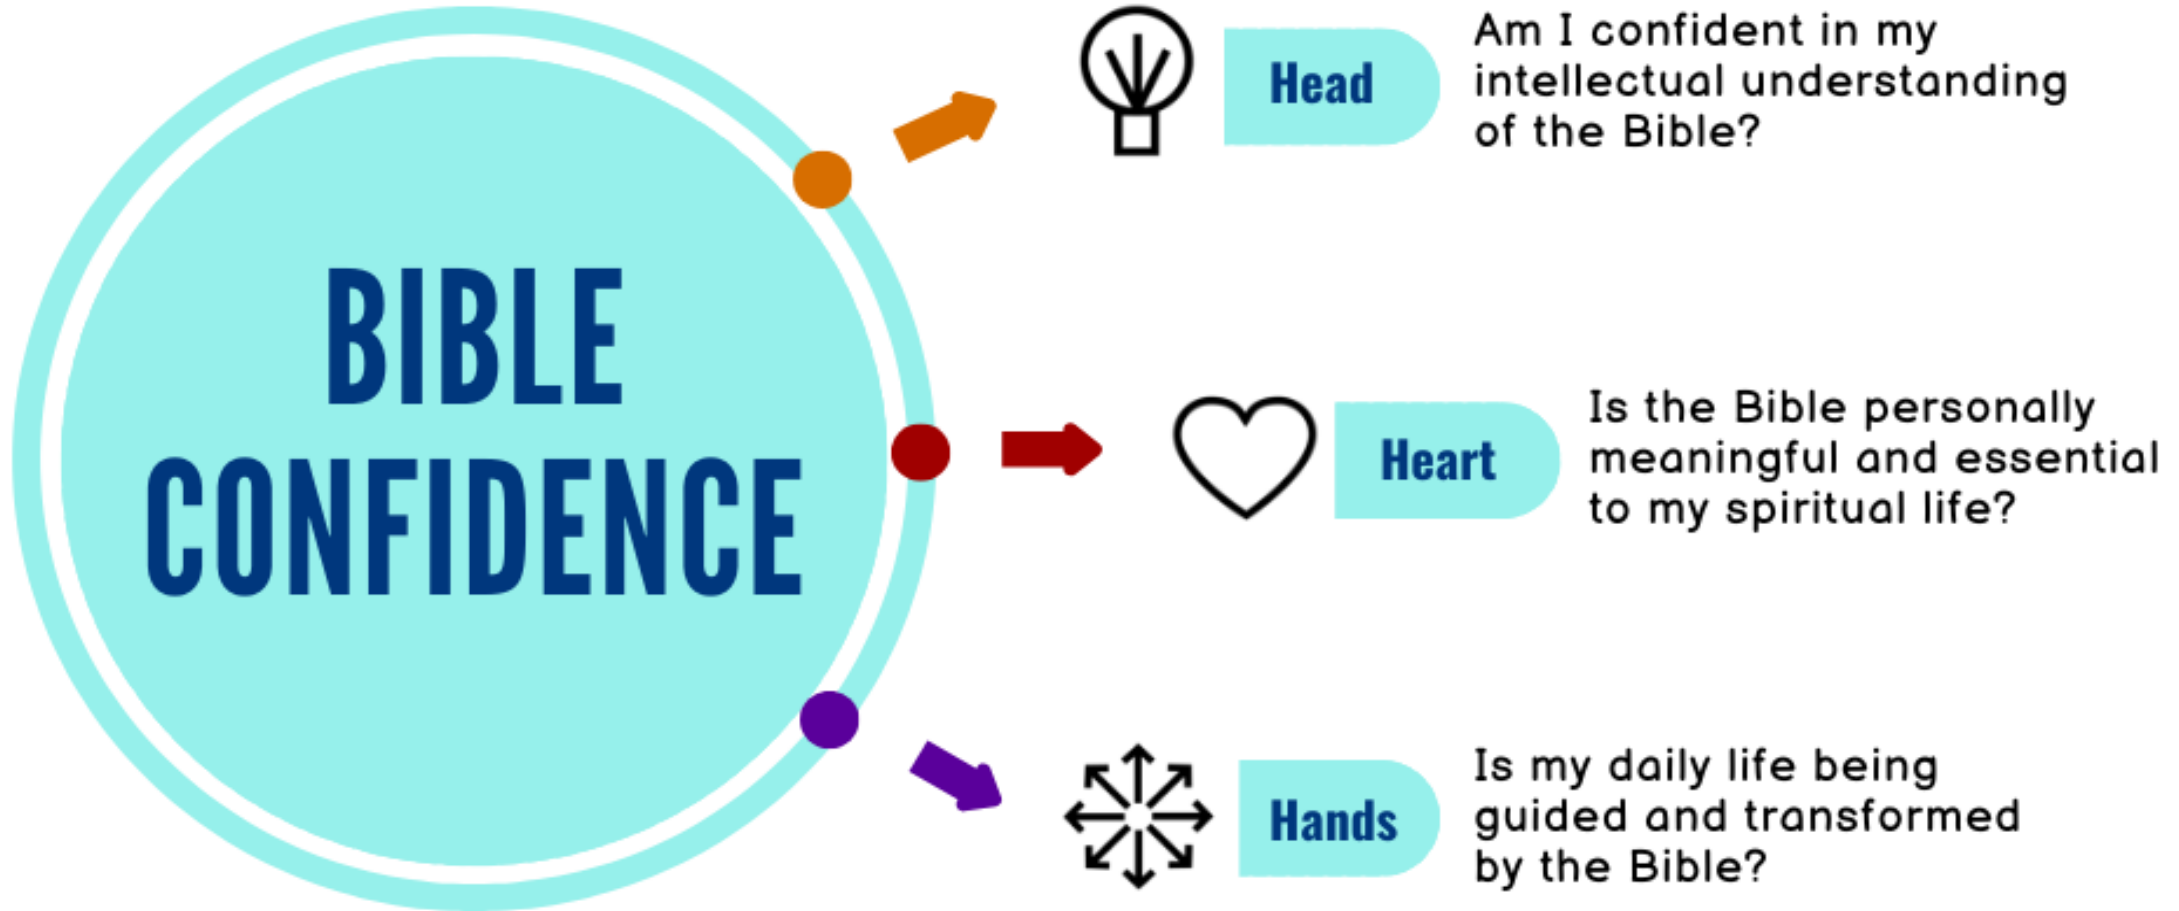 BIBLE
CONFIDENCE
Head
Am I confident in my
intellectual understanding
of the Bible?
Heart
Is the Bible personally
meaningful and essential
to my spiritual life?
Hands
Is my daily life being
guided and transformed
by the Bible?